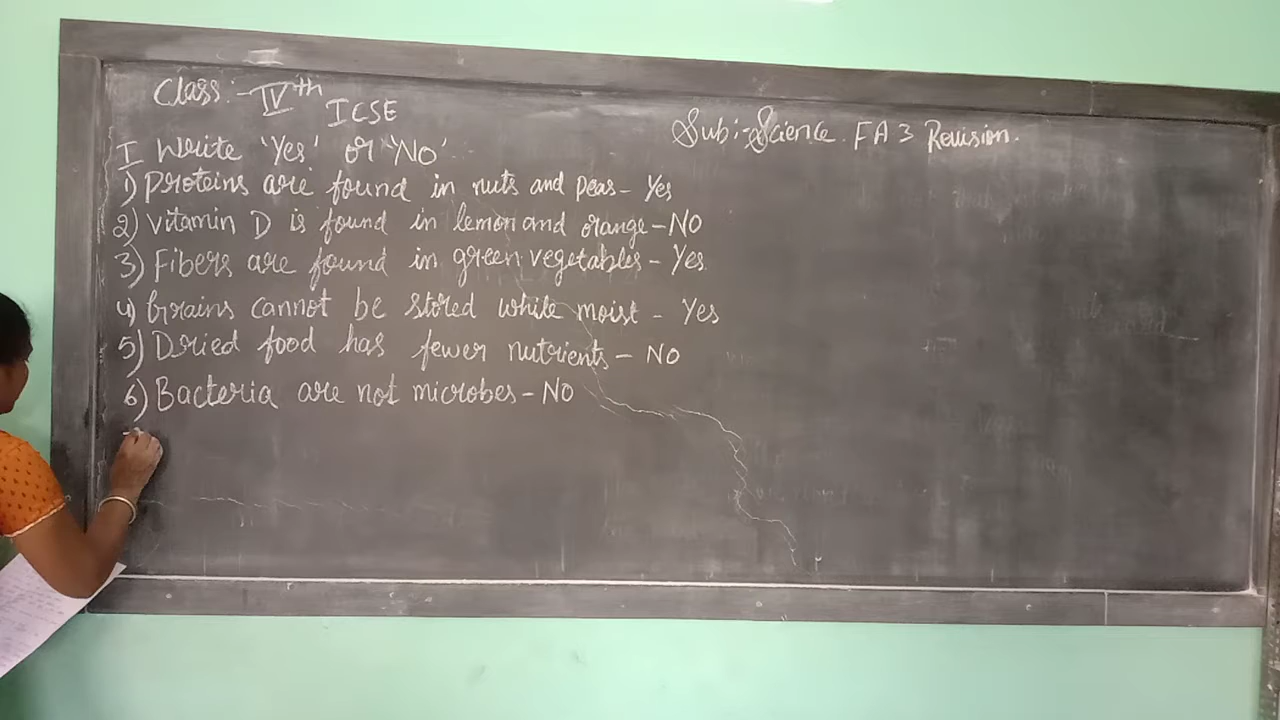 Class:- IVth
ICSE
Sub:- Science. FA 3 Revision.
I Write 'Yes' or 'No'
1) Proteins are found in nuts and peas - Yes
2) Vitamin D is found in lemon and orange - NO
3) Fibers are found in green vegetables - Yes
4) Grains cannot be stored while moist - Yes
5) Dried food has fewer nutrients - NO
6) Bacteria are not microbes - NO